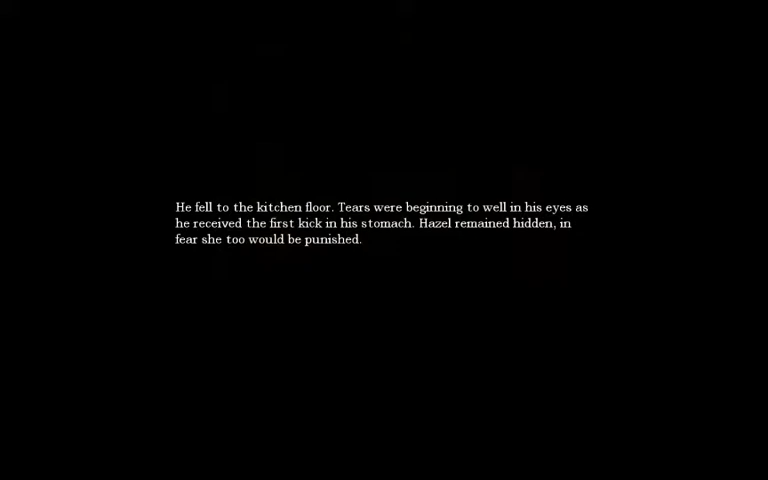 He fell to the kitchen floor. Tears were beginning to well in his eyes as
he received the first kick in his stomach. Hazel remained hidden, in
fear she too would be punished.